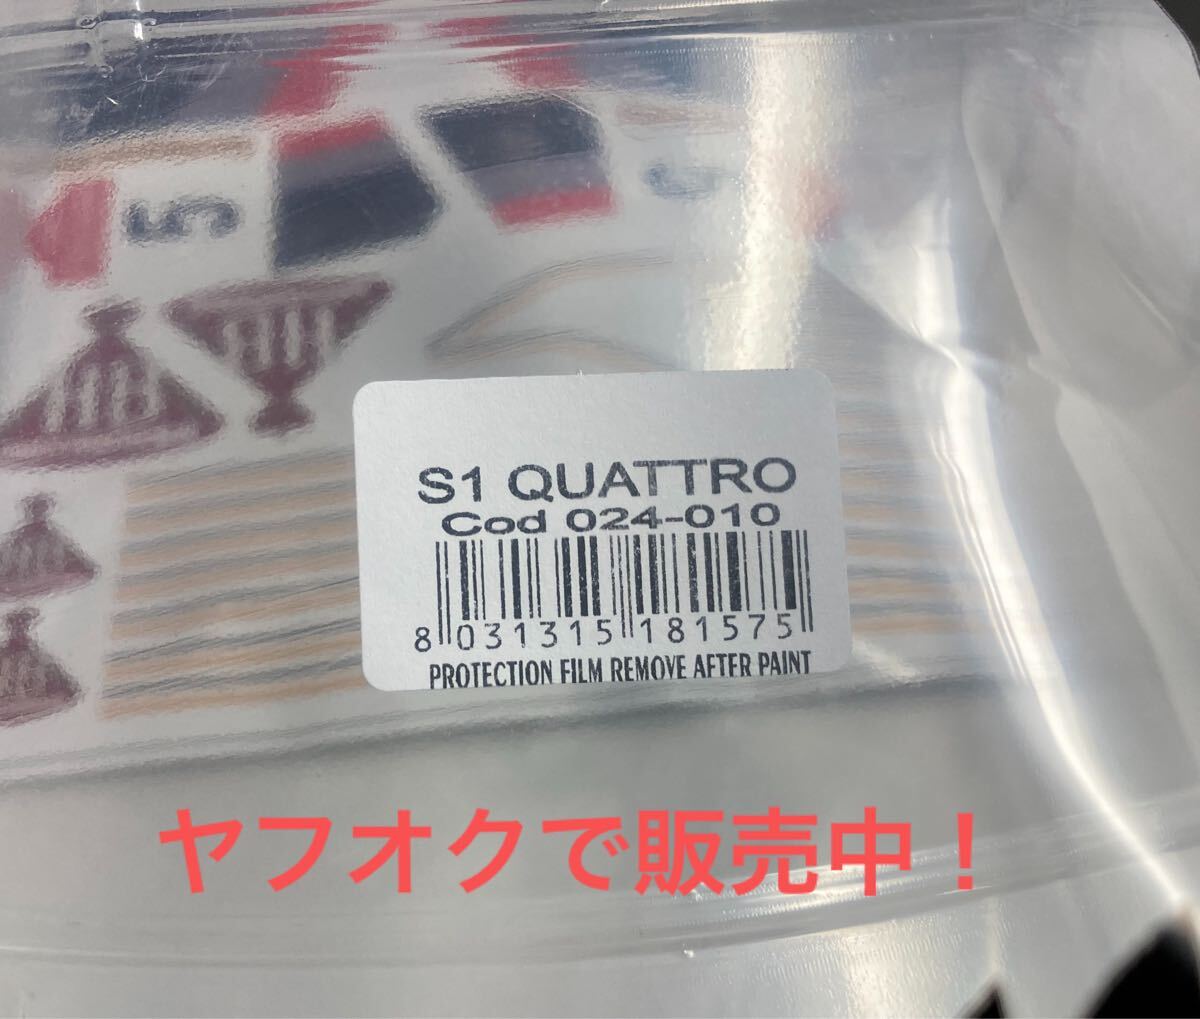 S1 QUATTRO
Cod 024-010
8 031315 181575
PROTECTION FILM REMOVE AFTER PAINT
ヤフオクで販売中！